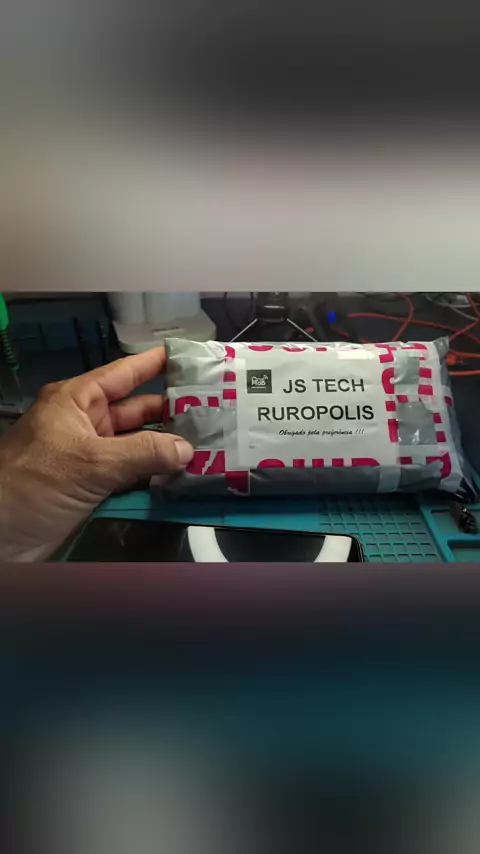 JS TECH
RUROPOLIS
Obrigado pela preferência !!!